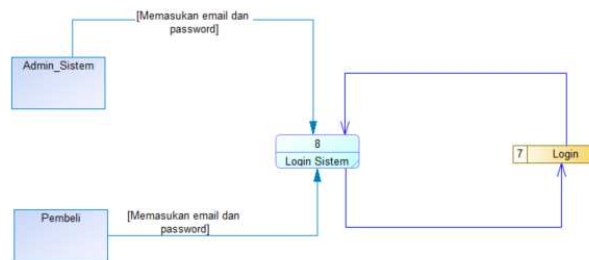 [Memasukan email dan
password]
Admin_Sistem
8
Login Sistem
7 Login
Pembeli
[Memasukan email dan
password]